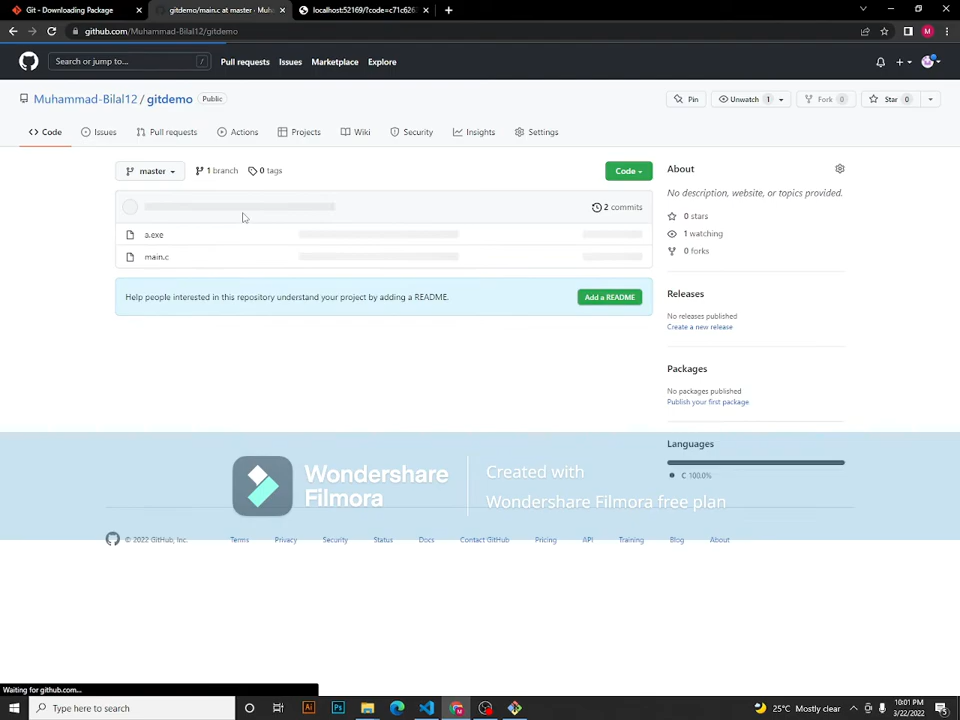 Git - Downloading Package
gitdemo/main.c at master · Muha
localhost:52169/?code=c71c626
github.com/Muhammad-Bilal12/gitdemo
Search or jump to...
/
Pull requests
Issues
Marketplace
Explore
Muhammad-Bilal12 / gitdemo
Public
Pin
Unwatch 1
Fork 0
Star 0
Code
Issues
Pull requests
Actions
Projects
Wiki
Security
Insights
Settings
master
1 branch
0 tags
Code
About
No description, website, or topics provided.
2 commits
0 stars
a.exe
1 watching
main.c
0 forks
Help people interested in this repository understand your project by adding a README.
Add a README
Releases
No releases published
Create a new release
Packages
No packages published
Publish your first package
Languages
C 100.0%
Wondershare
Filmora
Created with
Wondershare Filmora free plan
© 2022 GitHub, Inc.
Terms
Privacy
Security
Status
Docs
Contact GitHub
Pricing
API
Training
Blog
About
Waiting for github.com...
Type here to search
25°C Mostly clear
10:01 PM
3/22/2022